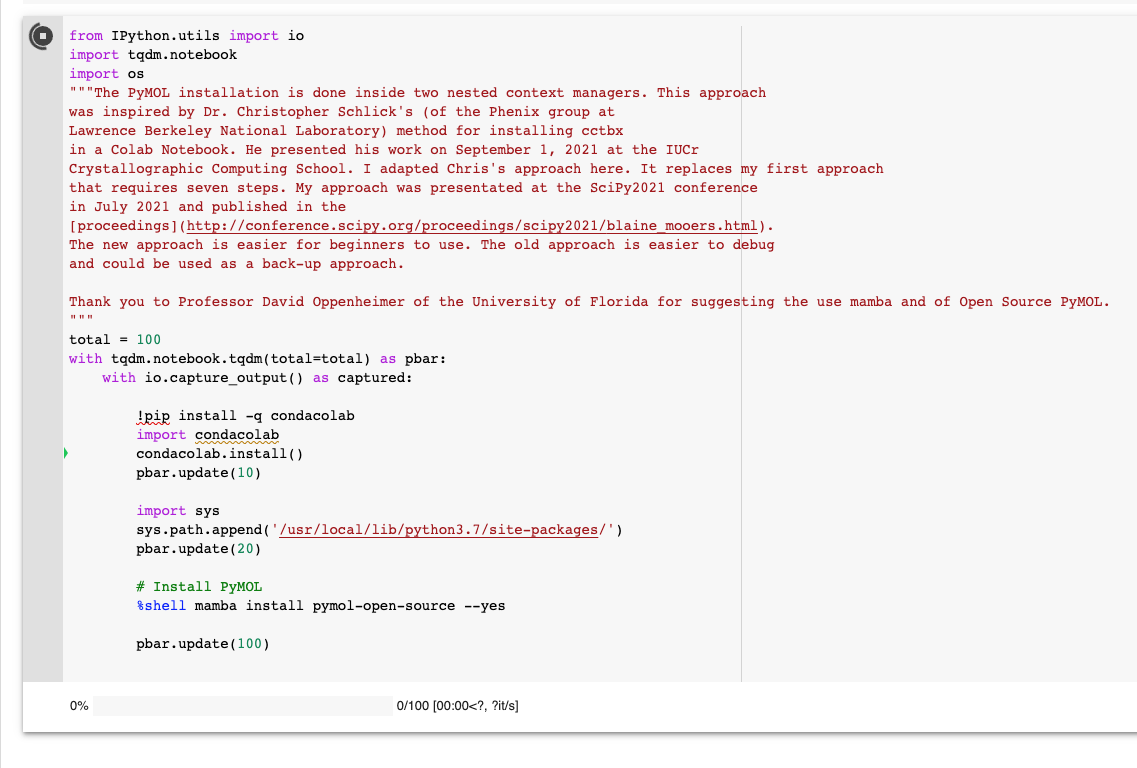 from IPython.utils import io
import tqdm.notebook
import os
"""The PyMOL installation is done inside two nested context managers. This approach
was inspired by Dr. Christopher Schlick's (of the Phenix group at
Lawrence Berkeley National Laboratory) method for installing cctbx
in a Colab Notebook. He presented his work on September 1, 2021 at the IUCr
Crystallographic Computing School. I adapted Chris's approach here. It replaces my first approach
that requires seven steps. My approach was presentated at the SciPy2021 conference
in July 2021 and published in the
[proceedings](http://conference.scipy.org/proceedings/scipy2021/blaine_mooers.html).
The new approach is easier for beginners to use. The old approach is easier to debug
and could be used as a back-up approach.
Thank you to Professor David Oppenheimer of the University of Florida for suggesting the use mamba and of Open Source PyMOL.
"""
total = 100
with tqdm.notebook.tqdm(total=total) as pbar:
    with io.capture_output() as captured:
        !pip install -q condacolab
        import condacolab
        condacolab.install()
        pbar.update(10)
        import sys
        sys.path.append('/usr/local/lib/python3.7/site-packages/')
        pbar.update(20)
        # Install PyMOL
        %shell mamba install pymol-open-source --yes
        pbar.update(100)
0% 0/100 [00:00<?, ?it/s]